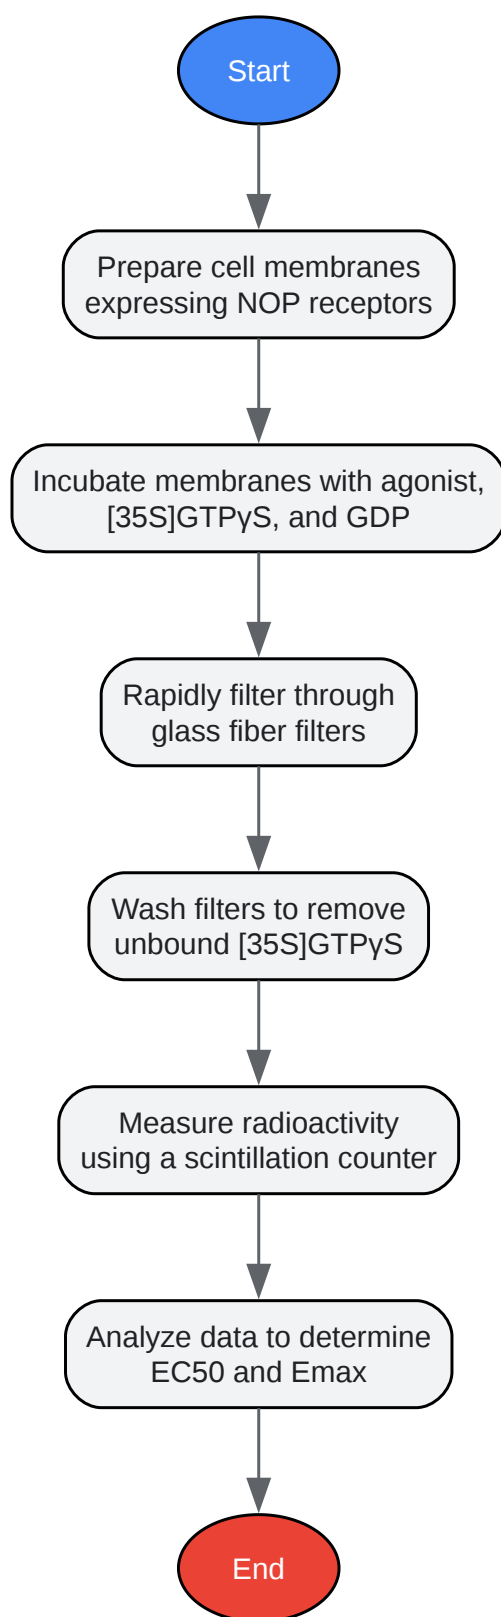 Start
Prepare cell membranes
expressing NOP receptors
Incubate membranes with agonist,
[35S]GTPγS, and GDP
Rapidly filter through
glass fiber filters
Wash filters to remove
unbound [35S]GTPγS
Measure radioactivity
using a scintillation counter
Analyze data to determine
EC50 and Emax
End